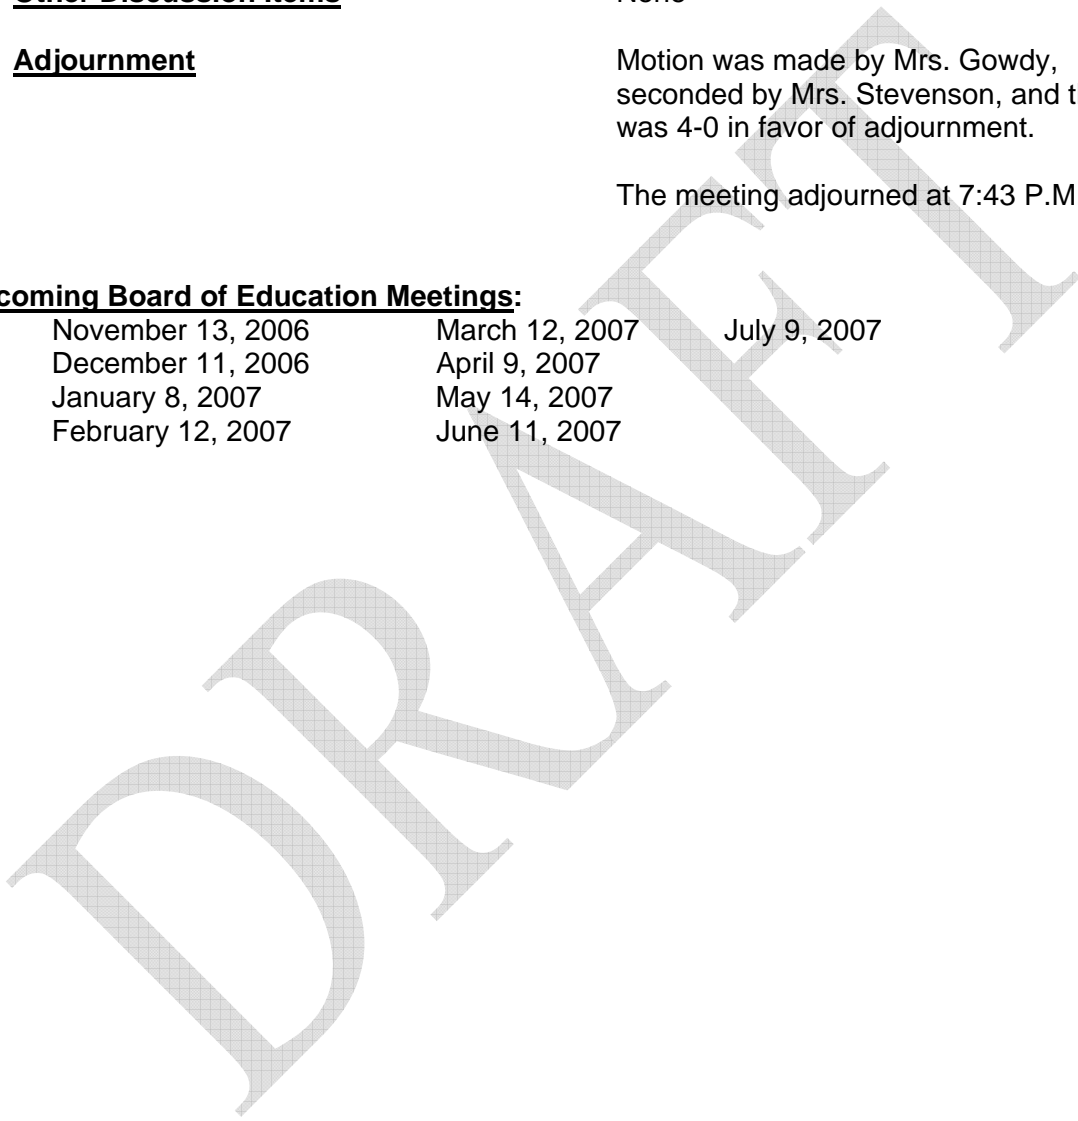 Other Discussion Items None
Adjournment Motion was made by Mrs. Gowdy,
seconded by Mrs. Stevenson, and t
was 4-0 in favor of adjournment.
The meeting adjourned at 7:43 P.M
coming Board of Education Meetings:
November 13, 2006 March 12, 2007 July 9, 2007
December 11, 2006 April 9, 2007
January 8, 2007 May 14, 2007
February 12, 2007 June 11, 2007
DRAFT